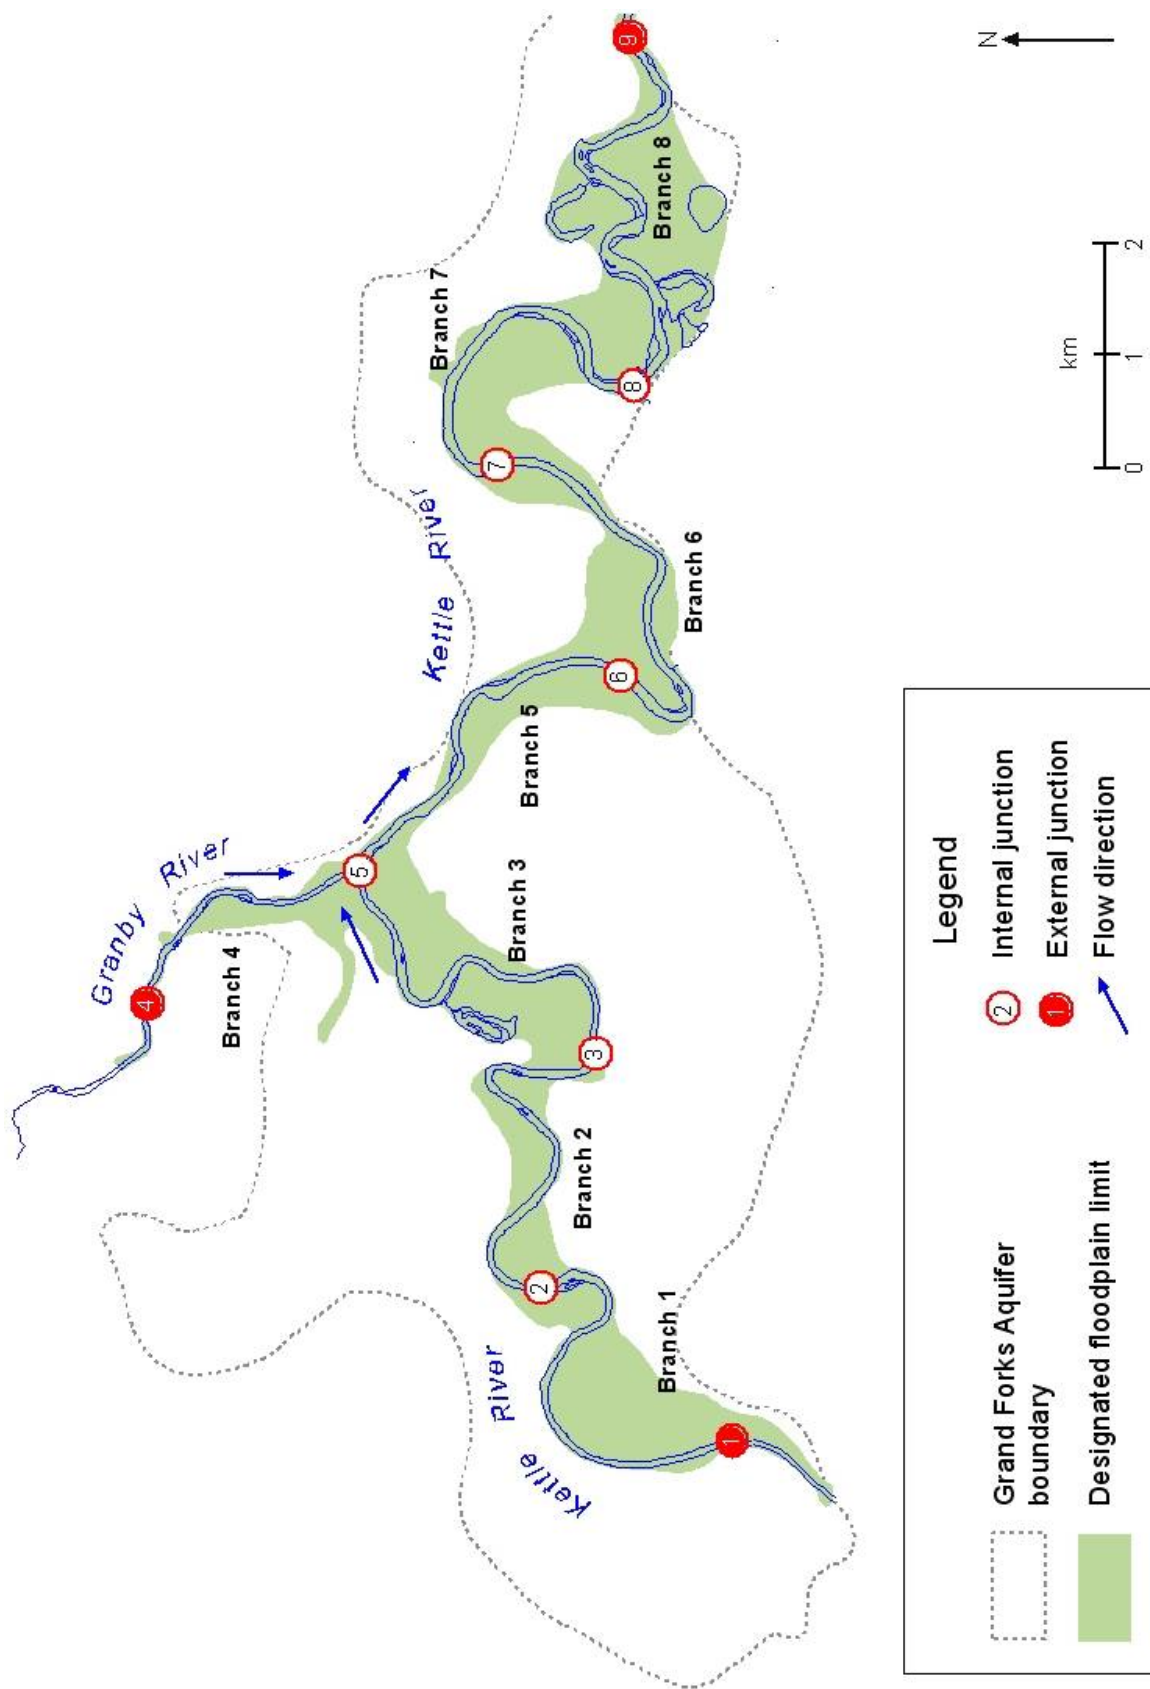 Granby River
Kettle River
Kettle River
Branch 1
Branch 2
Branch 3
Branch 4
Branch 5
Branch 6
Branch 7
Branch 8
1
2
3
4
5
6
7
8
9
N
km
0 1 2
Legend
Grand Forks Aquifer
boundary
Designated floodplain limit
2 Internal junction
1 External junction
Flow direction